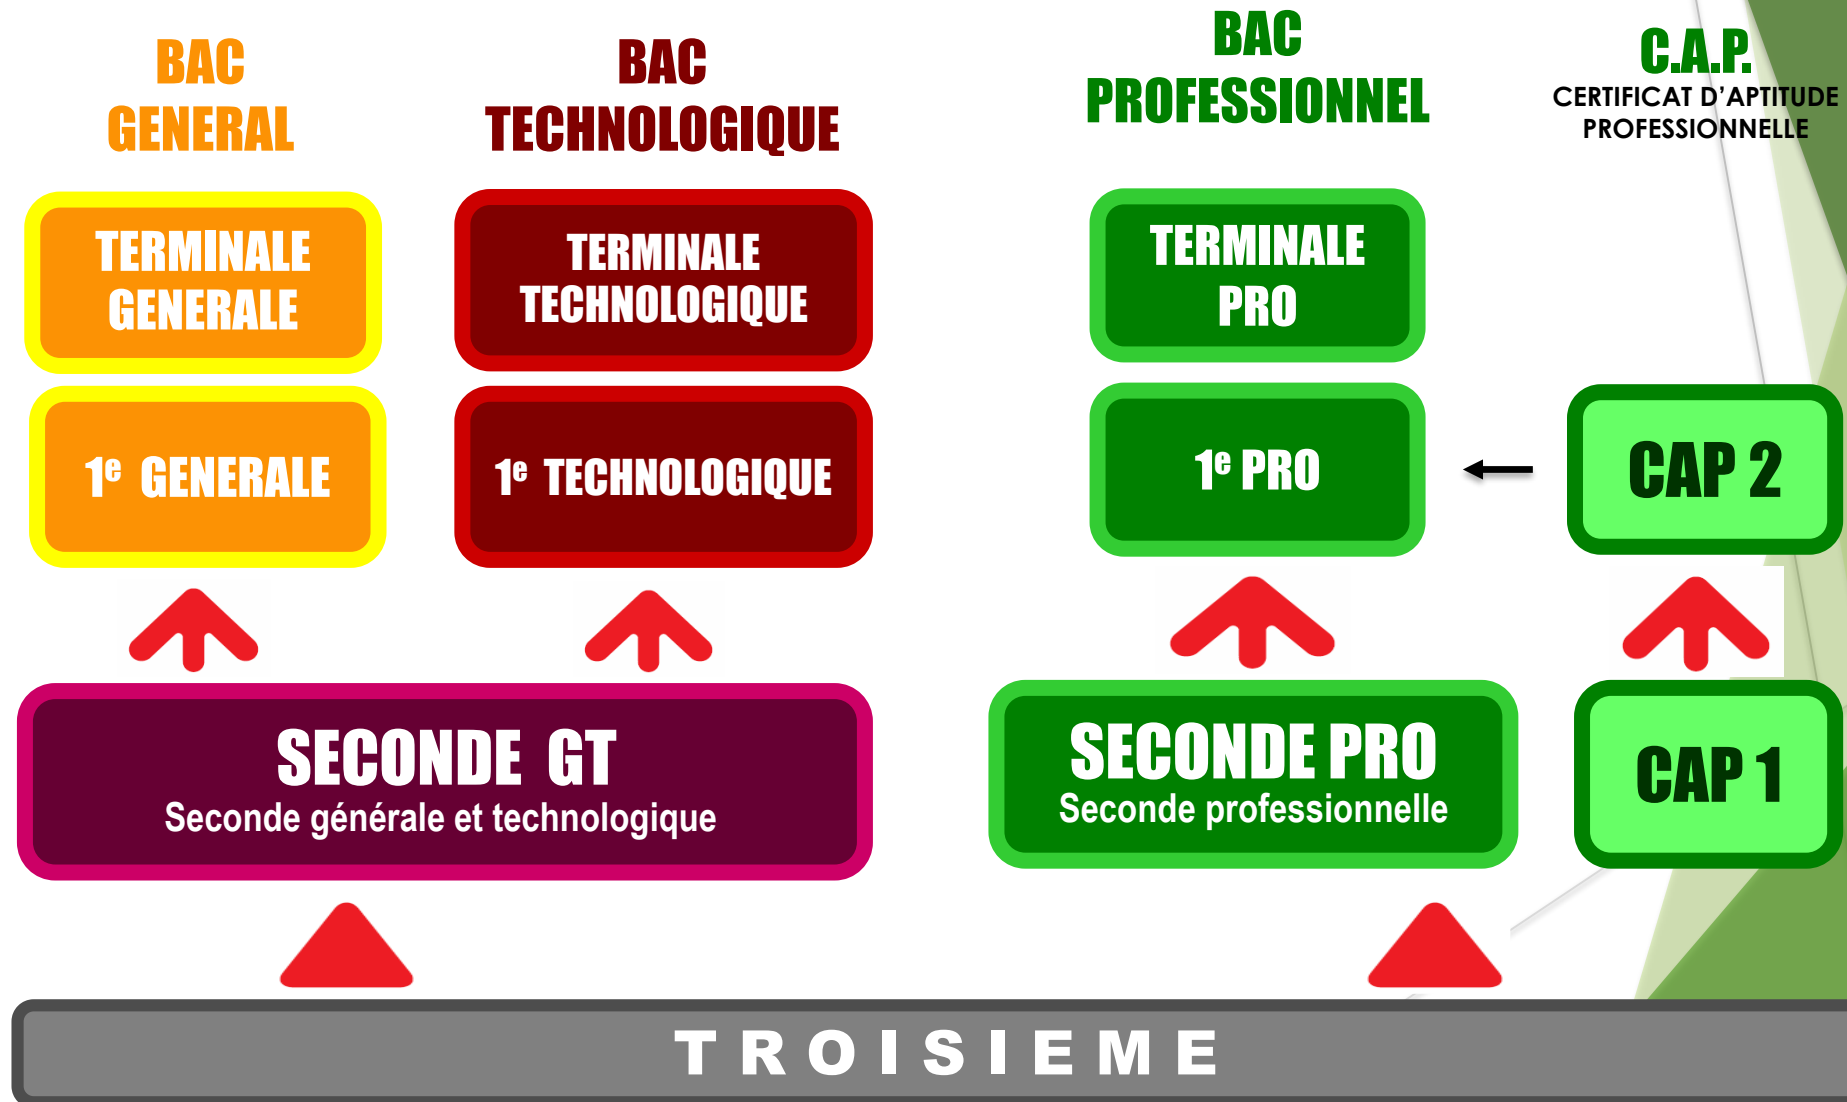 BAC
GENERAL
BAC
TECHNOLOGIQUE
BAC
PROFESSIONNEL
C.A.P.
CERTIFICAT D'APTITUDE
PROFESSIONNELLE
TERMINALE
GENERALE
TERMINALE
TECHNOLOGIQUE
TERMINALE
PRO
1e GENERALE
1e TECHNOLOGIQUE
1e PRO
CAP 2
SECONDE GT
Seconde générale et technologique
SECONDE PRO
Seconde professionnelle
CAP 1
TROISIEME